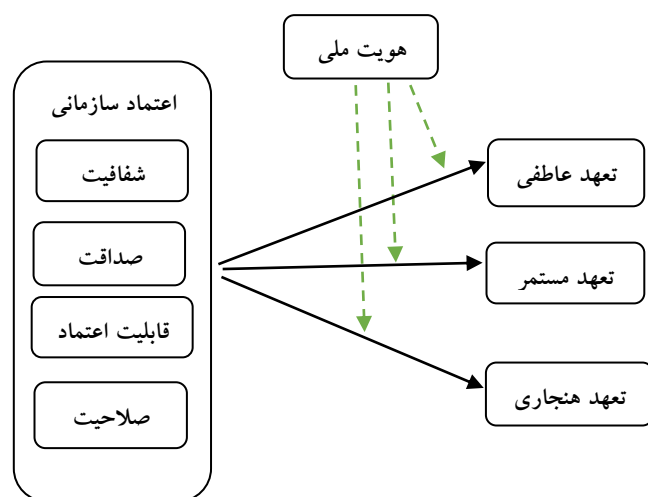 هویت ملی
اعتماد سازمانی
شفافیت
صداقت
قابلیت اعتماد
صلاحیت
تعهد عاطفی
تعهد مستمر
تعهد هنجاری